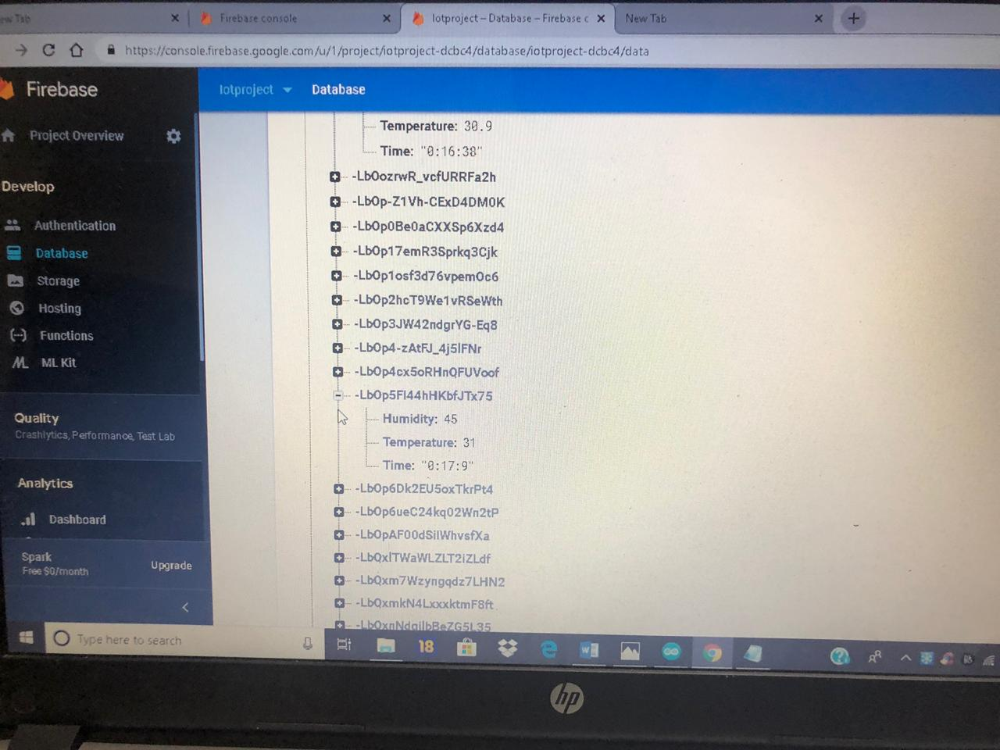 ew Tab
Firebase console
Iotproject – Database – Firebase c
New Tab
https://console.firebase.google.com/u/1/project/iotproject-dcbc4/database/iotproject-dcbc4/data
Firebase
Iotproject
Database
Project Overview
Develop
Authentication
Database
Storage
Hosting
Functions
ML Kit
Quality
Crashlytics, Performance, Test Lab
Analytics
Dashboard
Spark
Free $0/month
Upgrade
Temperature: 30.9
Time: "0:16:38"
-LbOozrwR_vcfURRFa2h
-LbOp-Z1Vh-CExD4DM0K
-LbOp0Be0aCXXSp6Xzd4
-LbOp17emR3Sprkq3Cjk
-LbOp1osf3d76vpemOc6
-LbOp2hcT9We1vRSeWth
-LbOp3JW42ndgrYG-Eq8
-LbOp4-zAtFJ_4j5lFNr
-LbOp4cx5oRHnQFUVoof
-LbOp5Fl44hHKbfJTx75
Humidity: 45
Temperature: 31
Time: "0:17:9"
-LbOp6Dk2EU5oxTkrPt4
-LbOp6ueC24kq02Wn2tP
-LbOpAF00dSilWhvsfXa
-LbQxlTWaWLZLT2iZLdf
-LbQxm7Wzyngqdz7LHN2
-LbQxmkN4LxxxktmF8ft
-LbQxnNdqilbBeZG5L35
Type here to search
18
hp